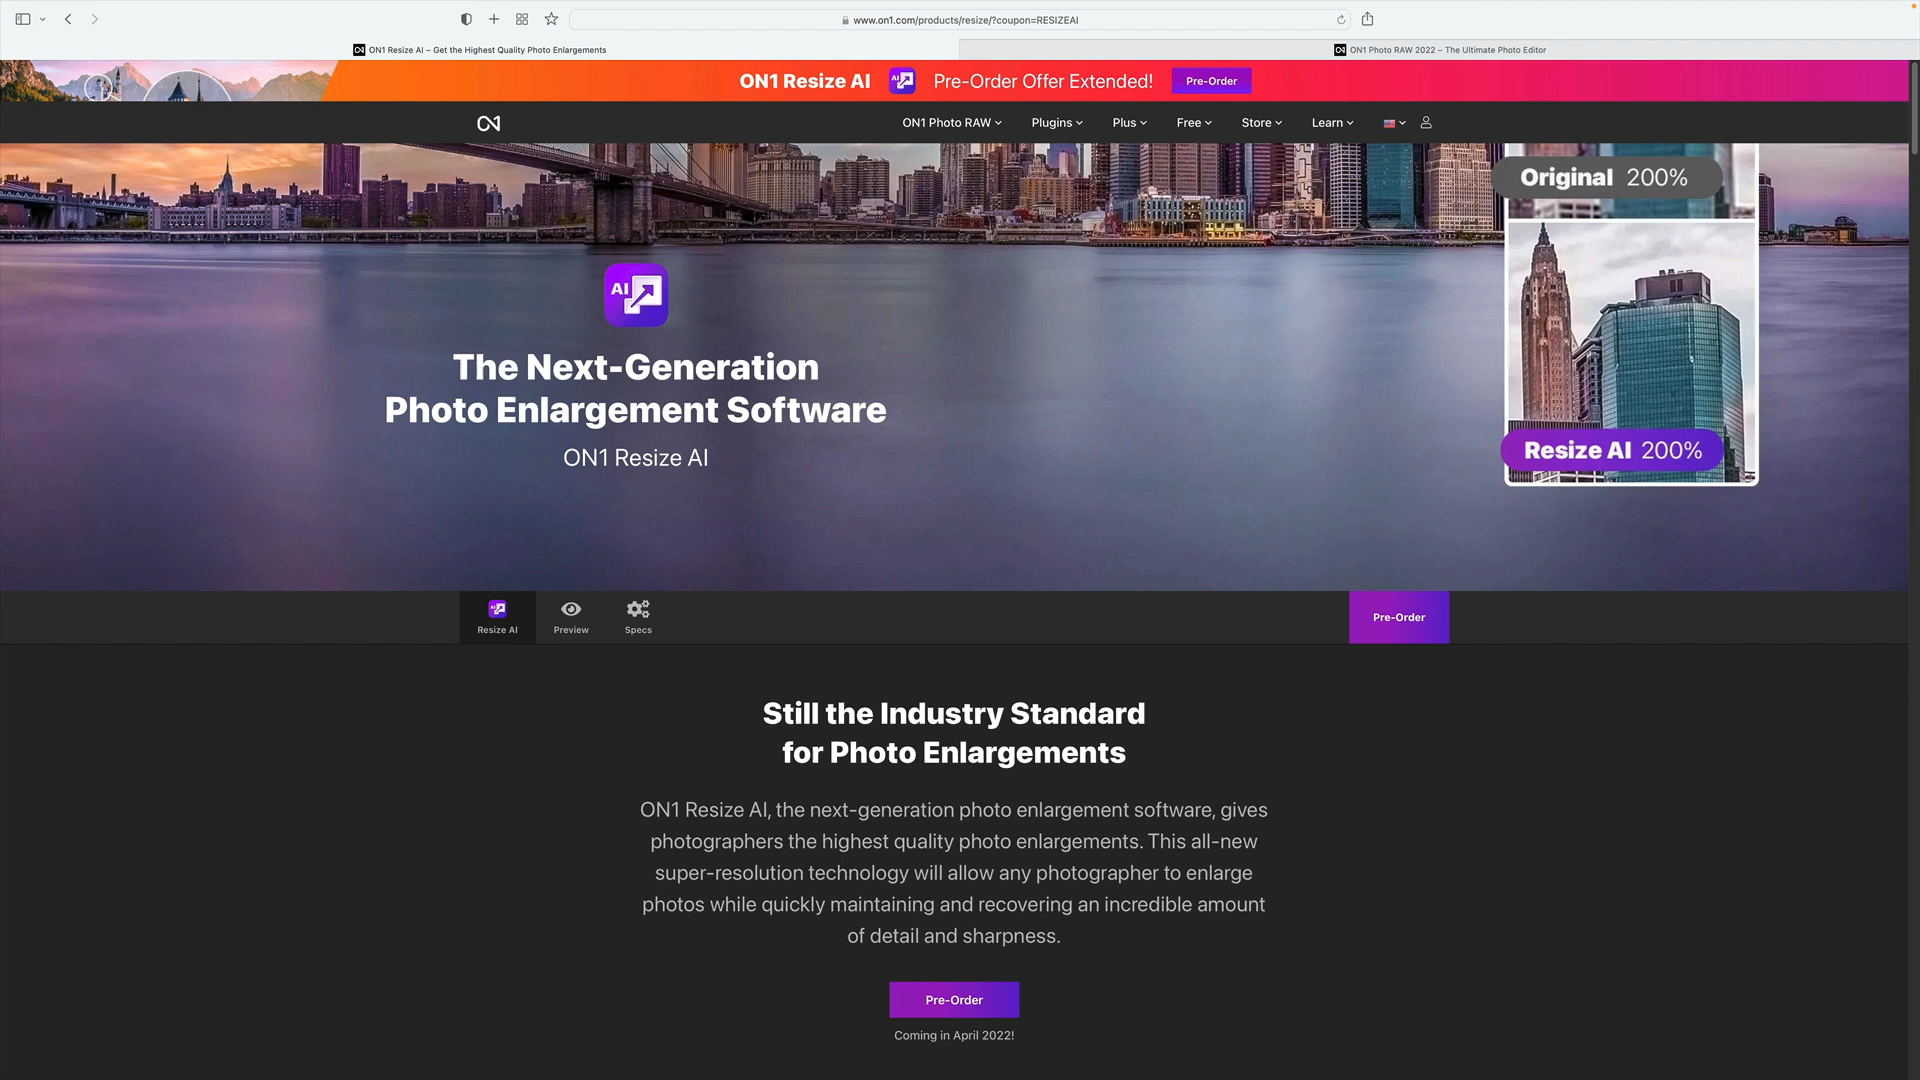 www.on1.com/products/resize/?coupon=RESIZEAI
ON1 Resize AI – Get the Highest Quality Photo Enlargements
ON1 Photo RAW 2022 – The Ultimate Photo Editor
ON1 Resize AI AI Pre-Order Offer Extended! Pre-Order
ON1 Photo RAW Plugins Plus Free Store Learn
Original 200%
AI
The Next-Generation
Photo Enlargement Software
ON1 Resize AI
Resize AI 200%
Resize AI Preview Specs
Pre-Order
Still the Industry Standard
for Photo Enlargements
ON1 Resize AI, the next-generation photo enlargement software, gives
photographers the highest quality photo enlargements. This all-new
super-resolution technology will allow any photographer to enlarge
photos while quickly maintaining and recovering an incredible amount
of detail and sharpness.
Pre-Order
Coming in April 2022!